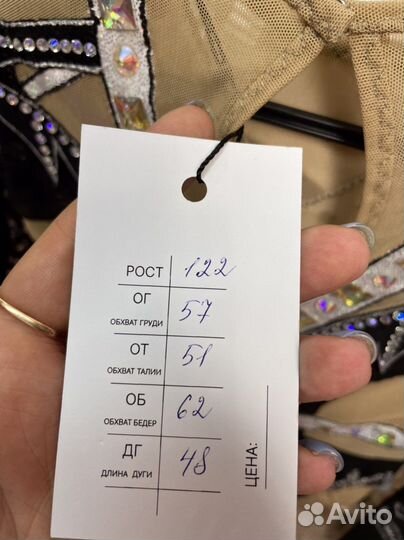 РОСТ 122
ОГ
ОБХВАТ ГРУДИ 57
ОТ
ОБХВАТ ТАЛИИ 51
ОБ
ОБХВАТ БЕДЕР 62
ДГ
ДЛИНА ДУГИ 48
ЦЕНА:
Avito